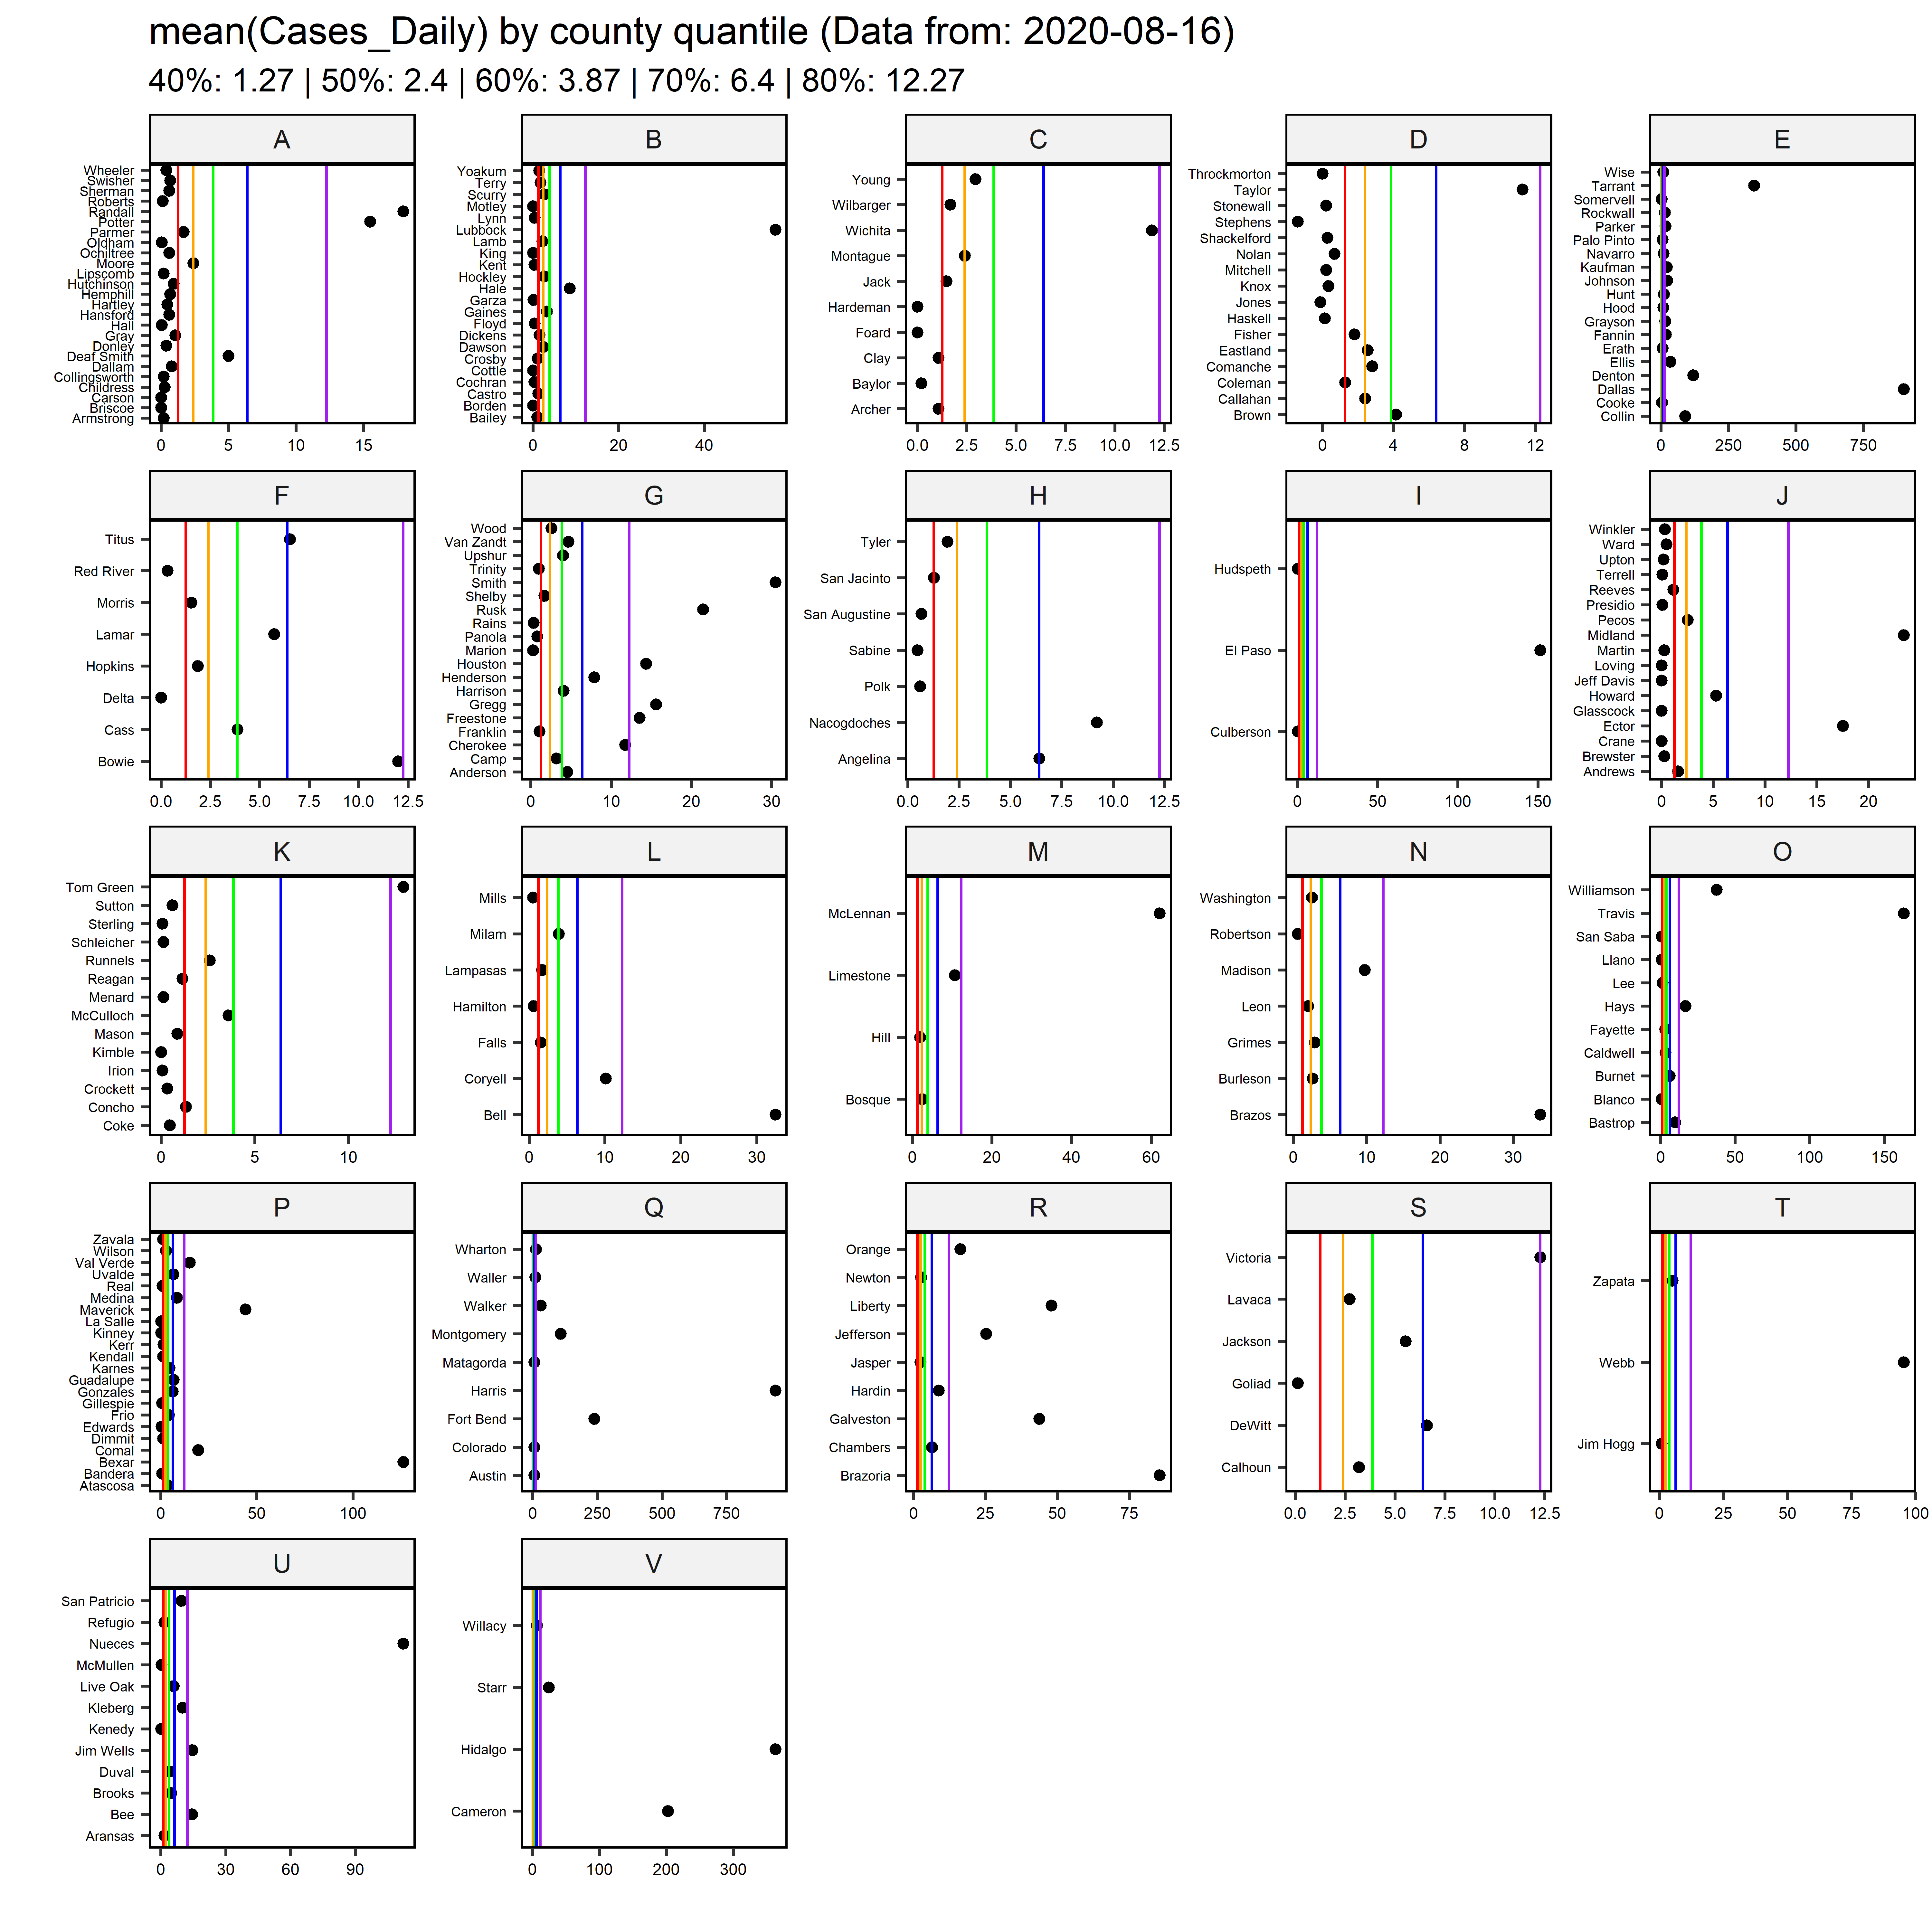 mean(Cases_Daily) by county quantile (Data from: 2020-08-16)
40%: 1.27 | 50%: 2.4 | 60%: 3.87 | 70%: 6.4 | 80%: 12.27
A
Wheeler
Swisher
Sherman
Roberts
Randall
Potter
Parmer
Oldham
Ochiltree
Moore
Lipscomb
Hutchinson
Hemphill
Hartley
Hansford
Hall
Gray
Donley
Deaf Smith
Dallam
Collingsworth
Childress
Carson
Briscoe
Armstrong
0 5 10 15
B
Yoakum
Terry
Scurry
Motley
Lynn
Lubbock
Lamb
King
Kent
Hockley
Hale
Garza
Gaines
Floyd
Dickens
Dawson
Crosby
Cottle
Cochran
Castro
Borden
Bailey
0 20 40
C
Young
Wilbarger
Wichita
Montague
Jack
Hardeman
Foard
Clay
Baylor
Archer
0.0 2.5 5.0 7.5 10.0 12.5
D
Throckmorton
Taylor
Stonewall
Stephens
Shackelford
Nolan
Mitchell
Knox
Jones
Haskell
Fisher
Eastland
Comanche
Coleman
Callahan
Brown
0 4 8 12
E
Wise
Tarrant
Somervell
Rockwall
Parker
Palo Pinto
Navarro
Kaufman
Johnson
Hunt
Hood
Grayson
Fannin
Erath
Ellis
Denton
Dallas
Cooke
Collin
0 250 500 750
F
Titus
Red River
Morris
Lamar
Hopkins
Delta
Cass
Bowie
0.0 2.5 5.0 7.5 10.0 12.5
G
Wood
Van Zandt
Upshur
Trinity
Smith
Shelby
Rusk
Rains
Panola
Marion
Houston
Henderson
Harrison
Gregg
Freestone
Franklin
Cherokee
Camp
Anderson
0 10 20 30
H
Tyler
San Jacinto
San Augustine
Sabine
Polk
Nacogdoches
Angelina
0.0 2.5 5.0 7.5 10.0 12.5
I
Hudspeth
El Paso
Culberson
0 50 100 150
J
Winkler
Ward
Upton
Terrell
Reeves
Presidio
Pecos
Midland
Martin
Loving
Jeff Davis
Howard
Glasscock
Ector
Crane
Brewster
Andrews
0 5 10 15 20
K
Tom Green
Sutton
Sterling
Schleicher
Runnels
Reagan
Menard
McCulloch
Mason
Kimble
Irion
Crockett
Concho
Coke
0 5 10
L
Mills
Milam
Lampasas
Hamilton
Falls
Coryell
Bell
0 10 20 30
M
McLennan
Limestone
Hill
Bosque
0 20 40 60
N
Washington
Robertson
Madison
Leon
Grimes
Burleson
Brazos
0 10 20 30
O
Williamson
Travis
San Saba
Llano
Lee
Hays
Fayette
Caldwell
Burnet
Blanco
Bastrop
0 50 100 150
P
Zavala
Wilson
Val Verde
Uvalde
Real
Medina
Maverick
La Salle
Kinney
Kerr
Kendall
Karnes
Guadalupe
Gonzales
Gillespie
Frio
Edwards
Dimmit
Comal
Bexar
Bandera
Atascosa
0 50 100
Q
Wharton
Waller
Walker
Montgomery
Matagorda
Harris
Fort Bend
Colorado
Austin
0 250 500 750
R
Orange
Newton
Liberty
Jefferson
Jasper
Hardin
Galveston
Chambers
Brazoria
0 25 50 75
S
Victoria
Lavaca
Jackson
Goliad
DeWitt
Calhoun
0.0 2.5 5.0 7.5 10.0 12.5
T
Zapata
Webb
Jim Hogg
0 25 50 75 100
U
San Patricio
Refugio
Nueces
McMullen
Live Oak
Kleberg
Kenedy
Jim Wells
Duval
Brooks
Bee
Aransas
0 30 60 90
V
Willacy
Starr
Hidalgo
Cameron
0 100 200 300